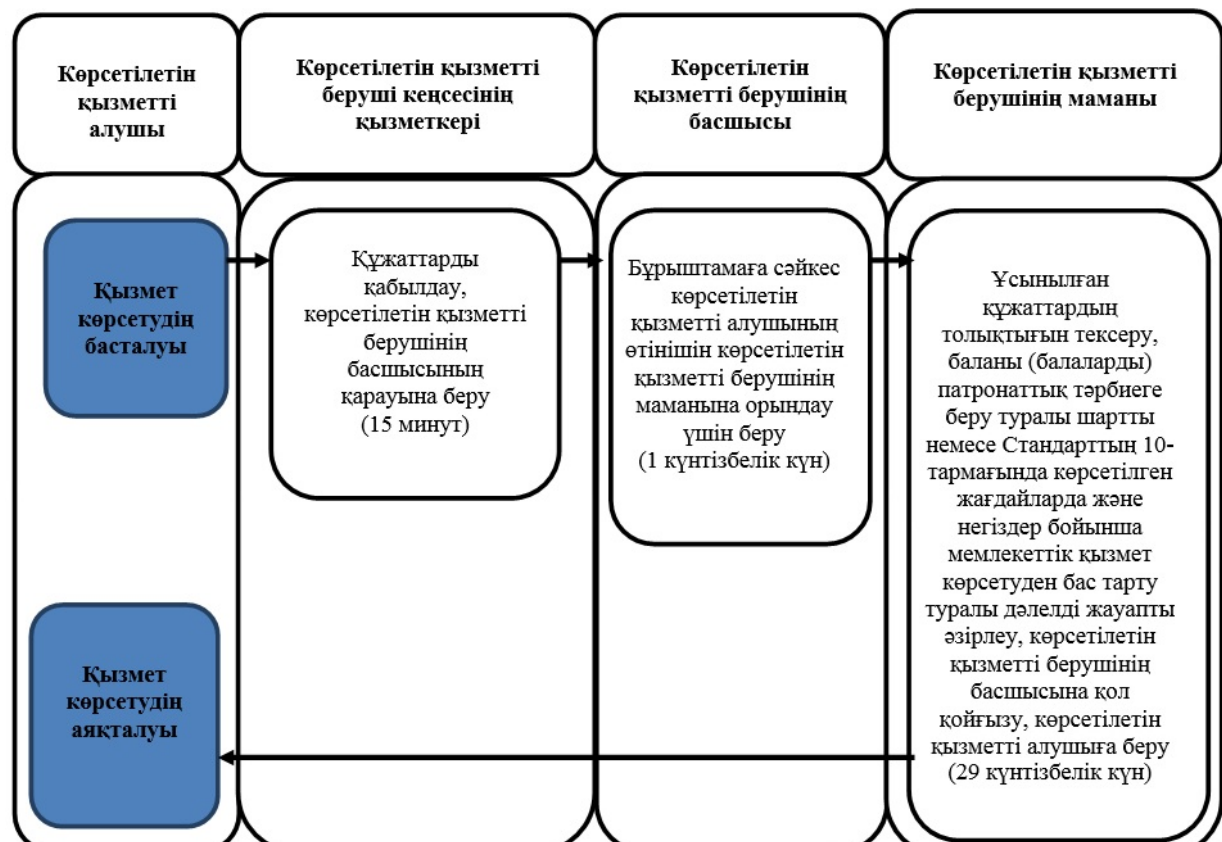 Көрсетілетін
қызметті
алушы
Көрсетілетін қызметті
беруші кеңсесінің
қызметкері
Көрсетілетін
қызметті берушінің
басшысы
Көрсетілетін қызметті
берушінің маманы
Қызмет
көрсетудің
басталуы
Құжаттарды
қабылдау,
көрсетілетін қызметті
берушінің
басшысының
қарауына беру
(15 минут)
Бұрыштамаға сәйкес
көрсетілетін
қызметті алушының
өтінішін көрсетілетін
қызметті берушінің
маманына орындау
үшін беру
(1 күнтізбелік күн)
Ұсынылған
құжаттардың
толықтығын тексеру,
баланы (балаларды)
патронаттық тәрбиеге
беру туралы шартты
немесе Стандарттың 10-
тармағында көрсетілген
жағдайларда және
негіздер бойынша
мемлекеттік қызмет
көрсетуден бас тарту
туралы дәлелді жауапты
әзірлеу, көрсетілетін
қызметті берушінің
басшысына қол
қойғызу, көрсетілетін
қызметті алушыға беру
(29 күнтізбелік күн)
Қызмет
көрсетудің
аяқталуы